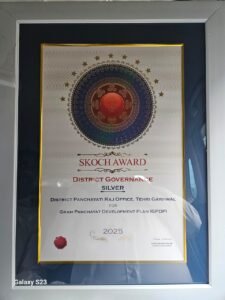 SKOCH AWARD
DISTRICT GOVERNANCE
SILVER
DISTRICT PANCHAYATI RAJ OFFICE, TEHRI GARHWAL
FOR
GRAM PANCHAYAT DEVELOPMENT PLAN (GPDP)
2025
Galaxy S23